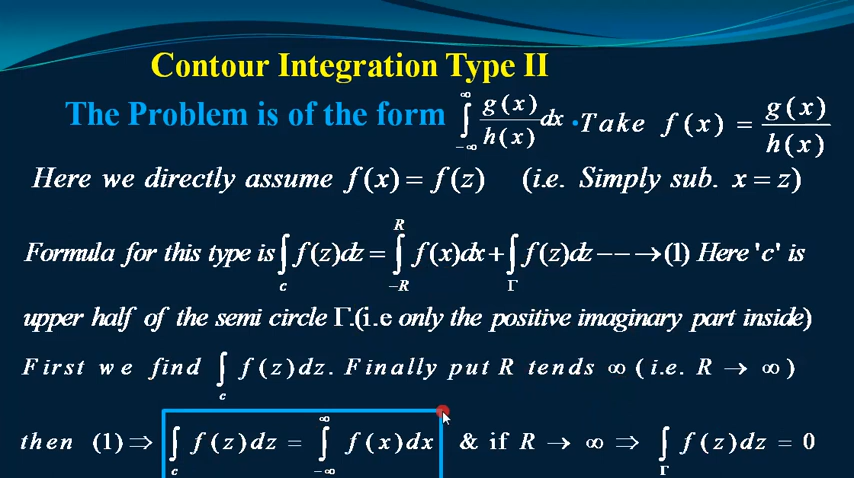 Contour Integration Type II
The Problem is of the form ∫_{-∞}^{∞} g(x)/h(x) dx · Take f(x) = g(x)/h(x)
Here we directly assume f(x) = f(z) (i.e. Simply sub. x = z)
Formula for this type is ∫_c f(z)dz = ∫_{-R}^{R} f(x)dx + ∫_Γ f(z)dz −−−→(1) Here 'c' is
upper half of the semi circle Γ.(i.e only the positive imaginary part inside)
First we find ∫_c f(z)dz. Finally put R tends ∞ (i.e. R → ∞)
then (1) ⇒ ∫_c f(z)dz = ∫_{-∞}^{∞} f(x)dx & if R → ∞ ⇒ ∫_Γ f(z)dz = 0